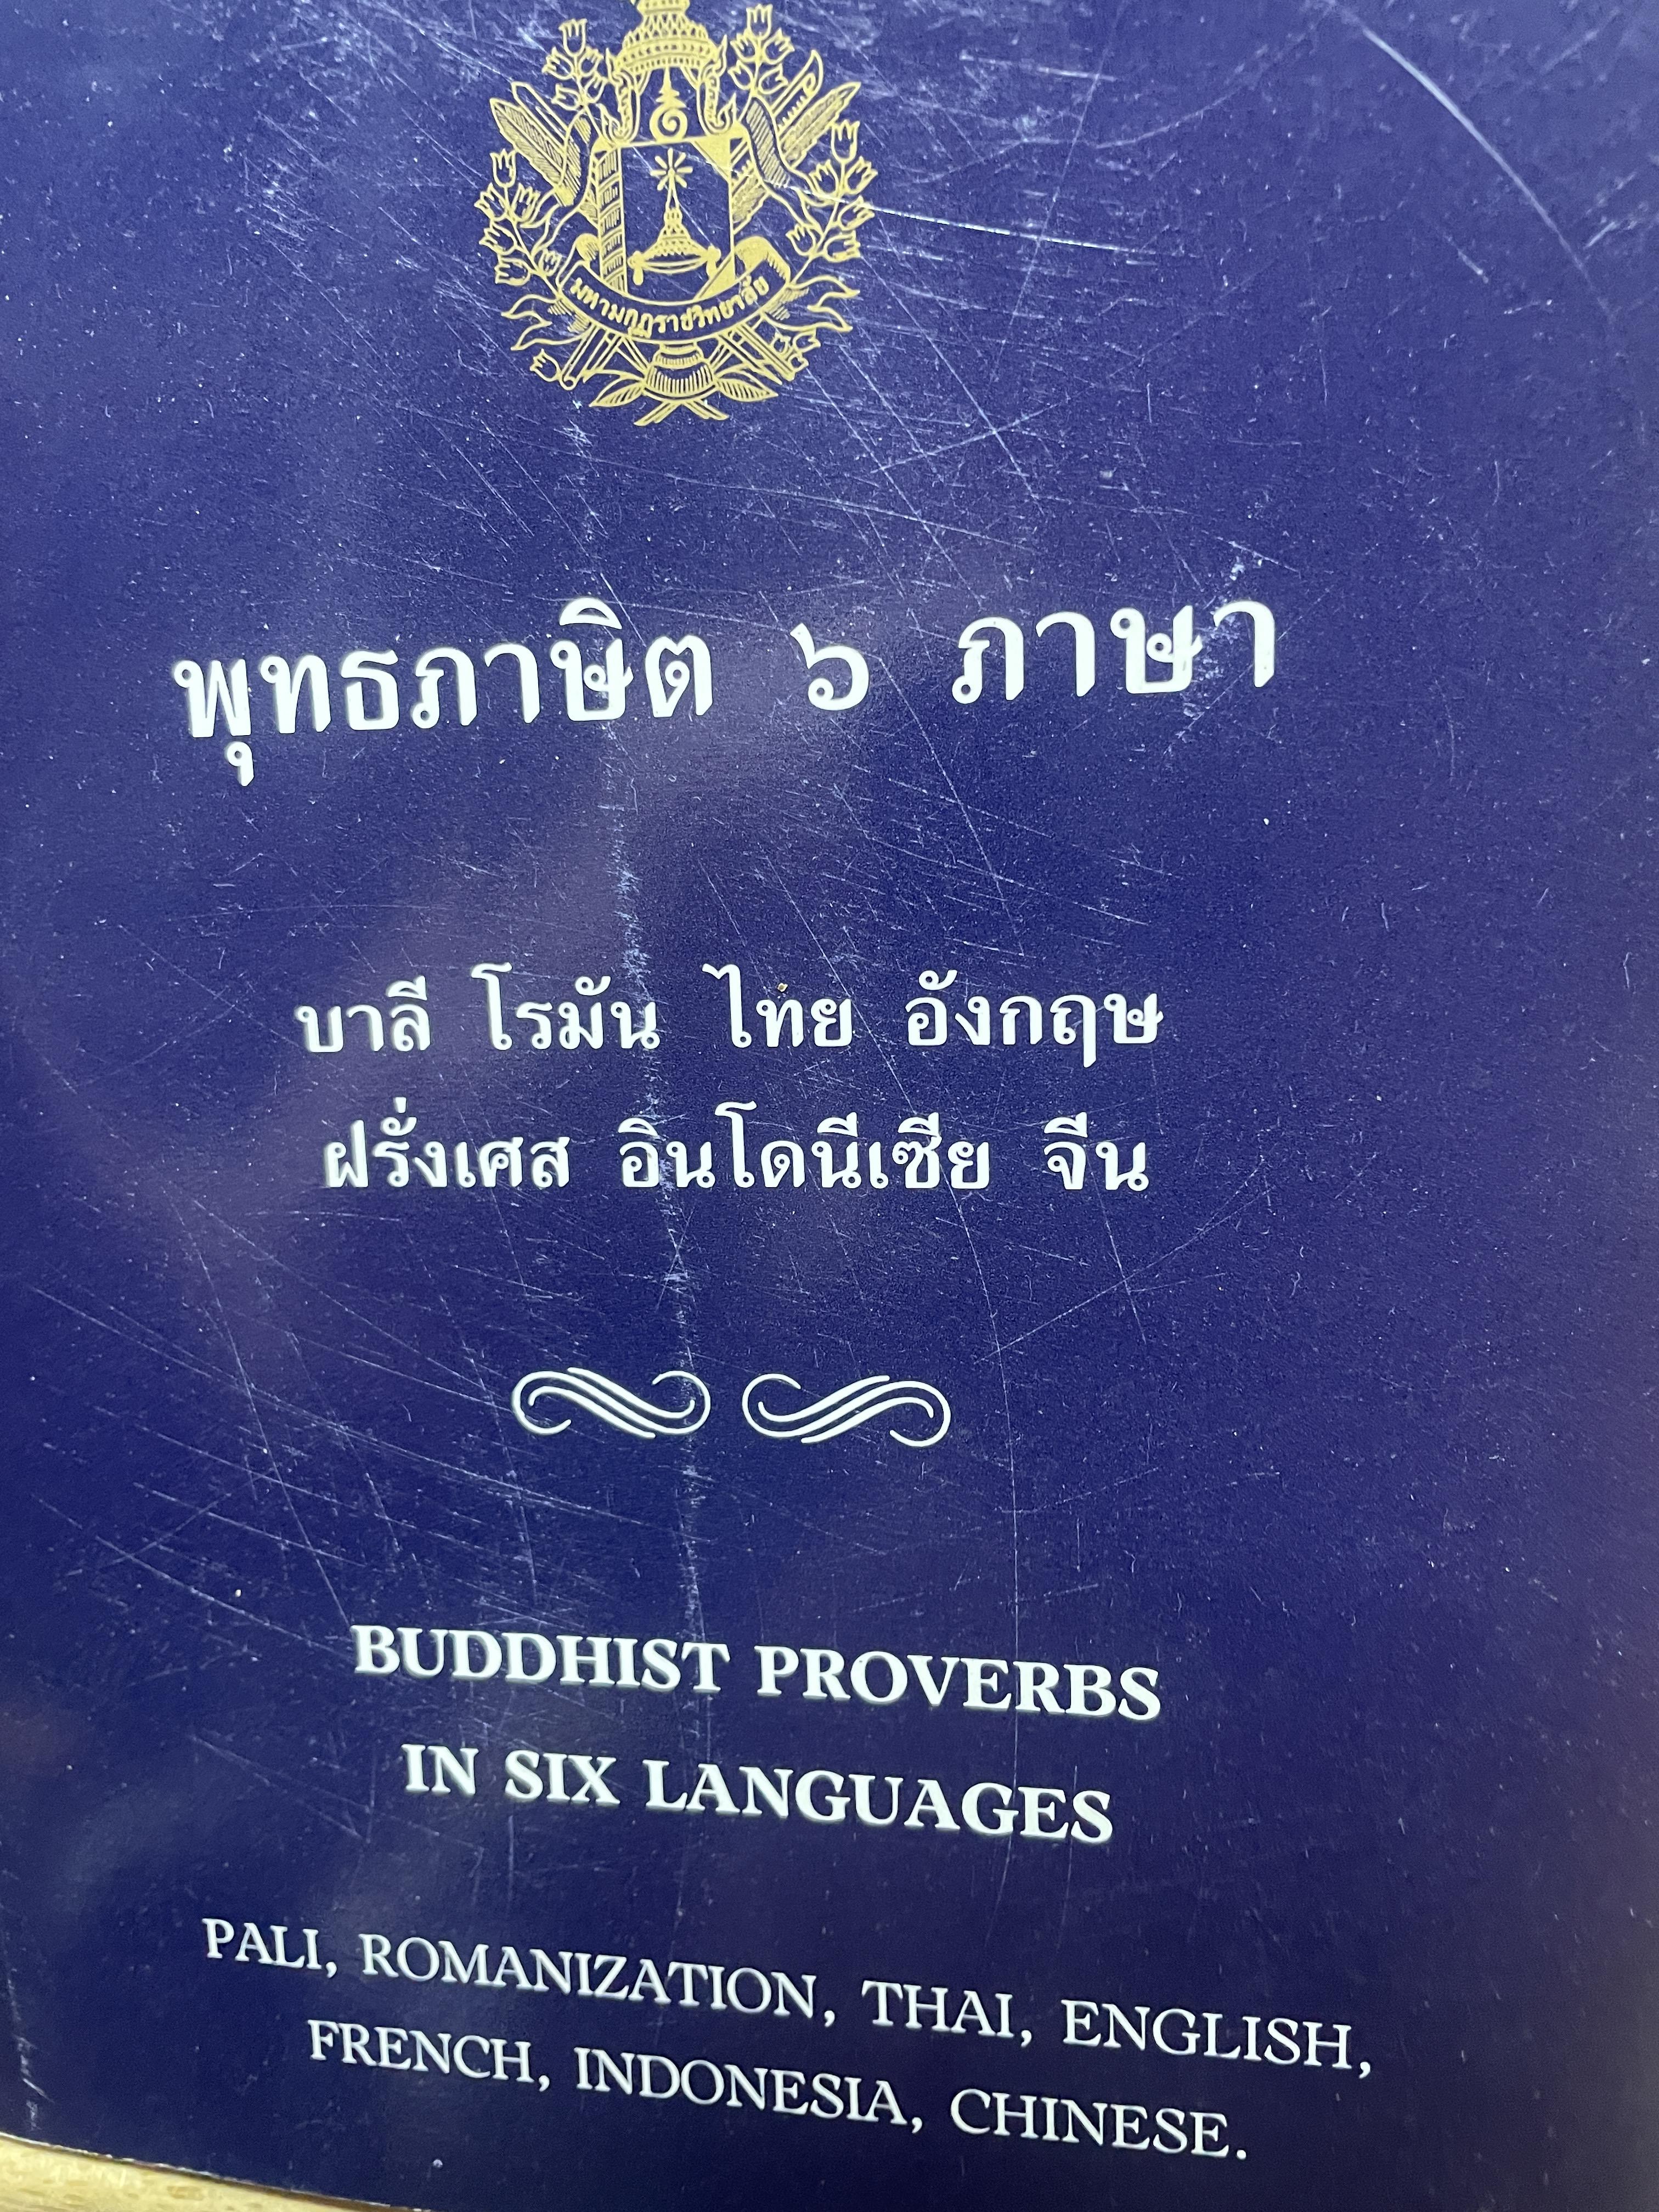 มหามกุฏราชวิทยาลัย
พุทธภาษิต ๖ ภาษา
บาลี โรมัน ไทย อังกฤษ
ฝรั่งเศส อินโดนีเซีย จีน
BUDDHIST PROVERBS
IN SIX LANGUAGES
PALI, ROMANIZATION, THAI, ENGLISH,
FRENCH, INDONESIA, CHINESE.